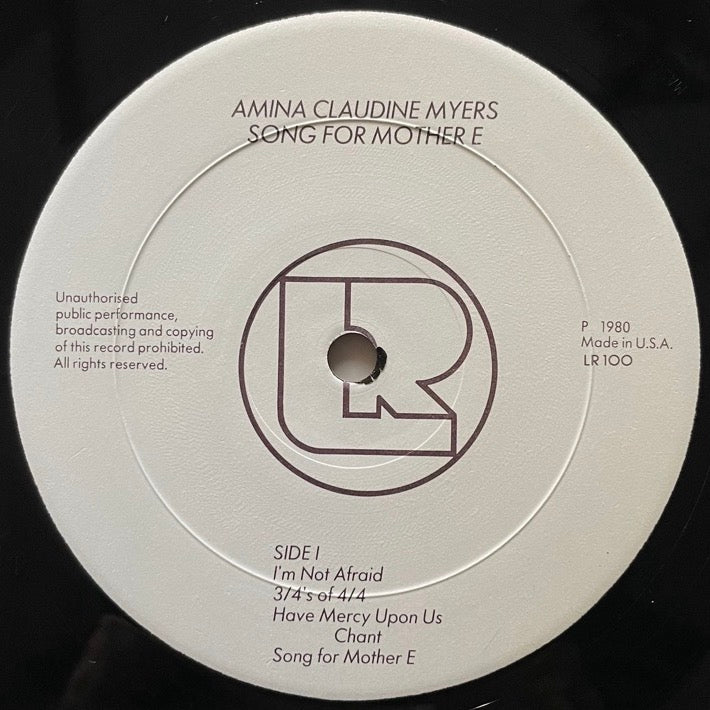 AMINA CLAUDINE MYERS
SONG FOR MOTHER E
Unauthorised
public performance,
broadcasting and copying
of this record prohibited.
All rights reserved.
P 1980
Made in U.S.A.
LR 100
LR
SIDE I
I'm Not Afraid
3/4's of 4/4
Have Mercy Upon Us
Chant
Song for Mother E